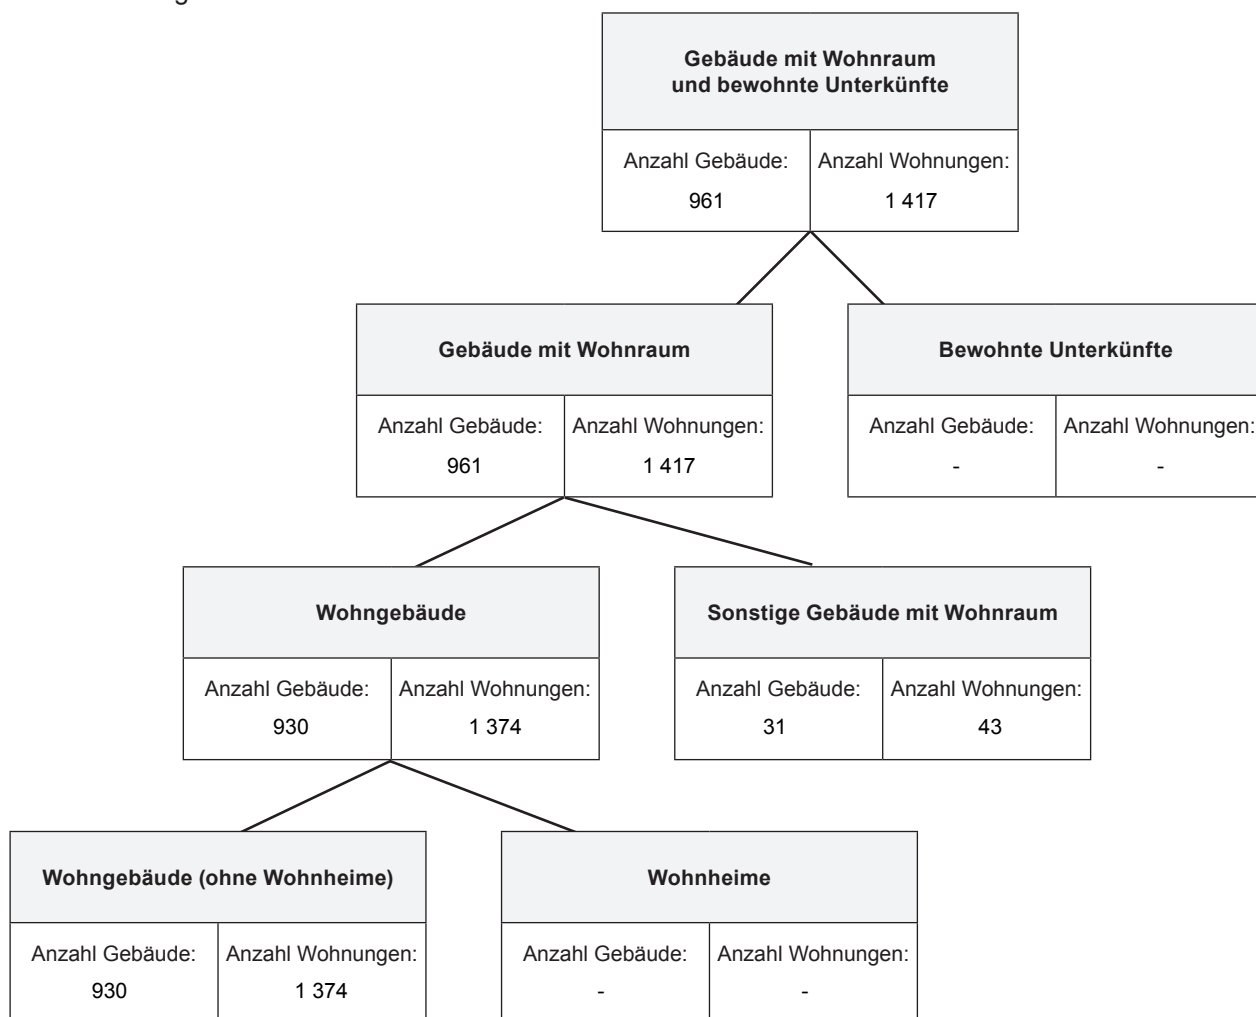 Gebäude mit Wohnraum
und bewohnte Unterkünfte
Anzahl Gebäude: Anzahl Wohnungen:
961 1 417
Gebäude mit Wohnraum
Anzahl Gebäude: Anzahl Wohnungen:
961 1 417
Bewohnte Unterkünfte
Anzahl Gebäude: Anzahl Wohnungen:
- -
Wohngebäude
Anzahl Gebäude: Anzahl Wohnungen:
930 1 374
Sonstige Gebäude mit Wohnraum
Anzahl Gebäude: Anzahl Wohnungen:
31 43
Wohngebäude (ohne Wohnheime)
Anzahl Gebäude: Anzahl Wohnungen:
930 1 374
Wohnheime
Anzahl Gebäude: Anzahl Wohnungen:
- -